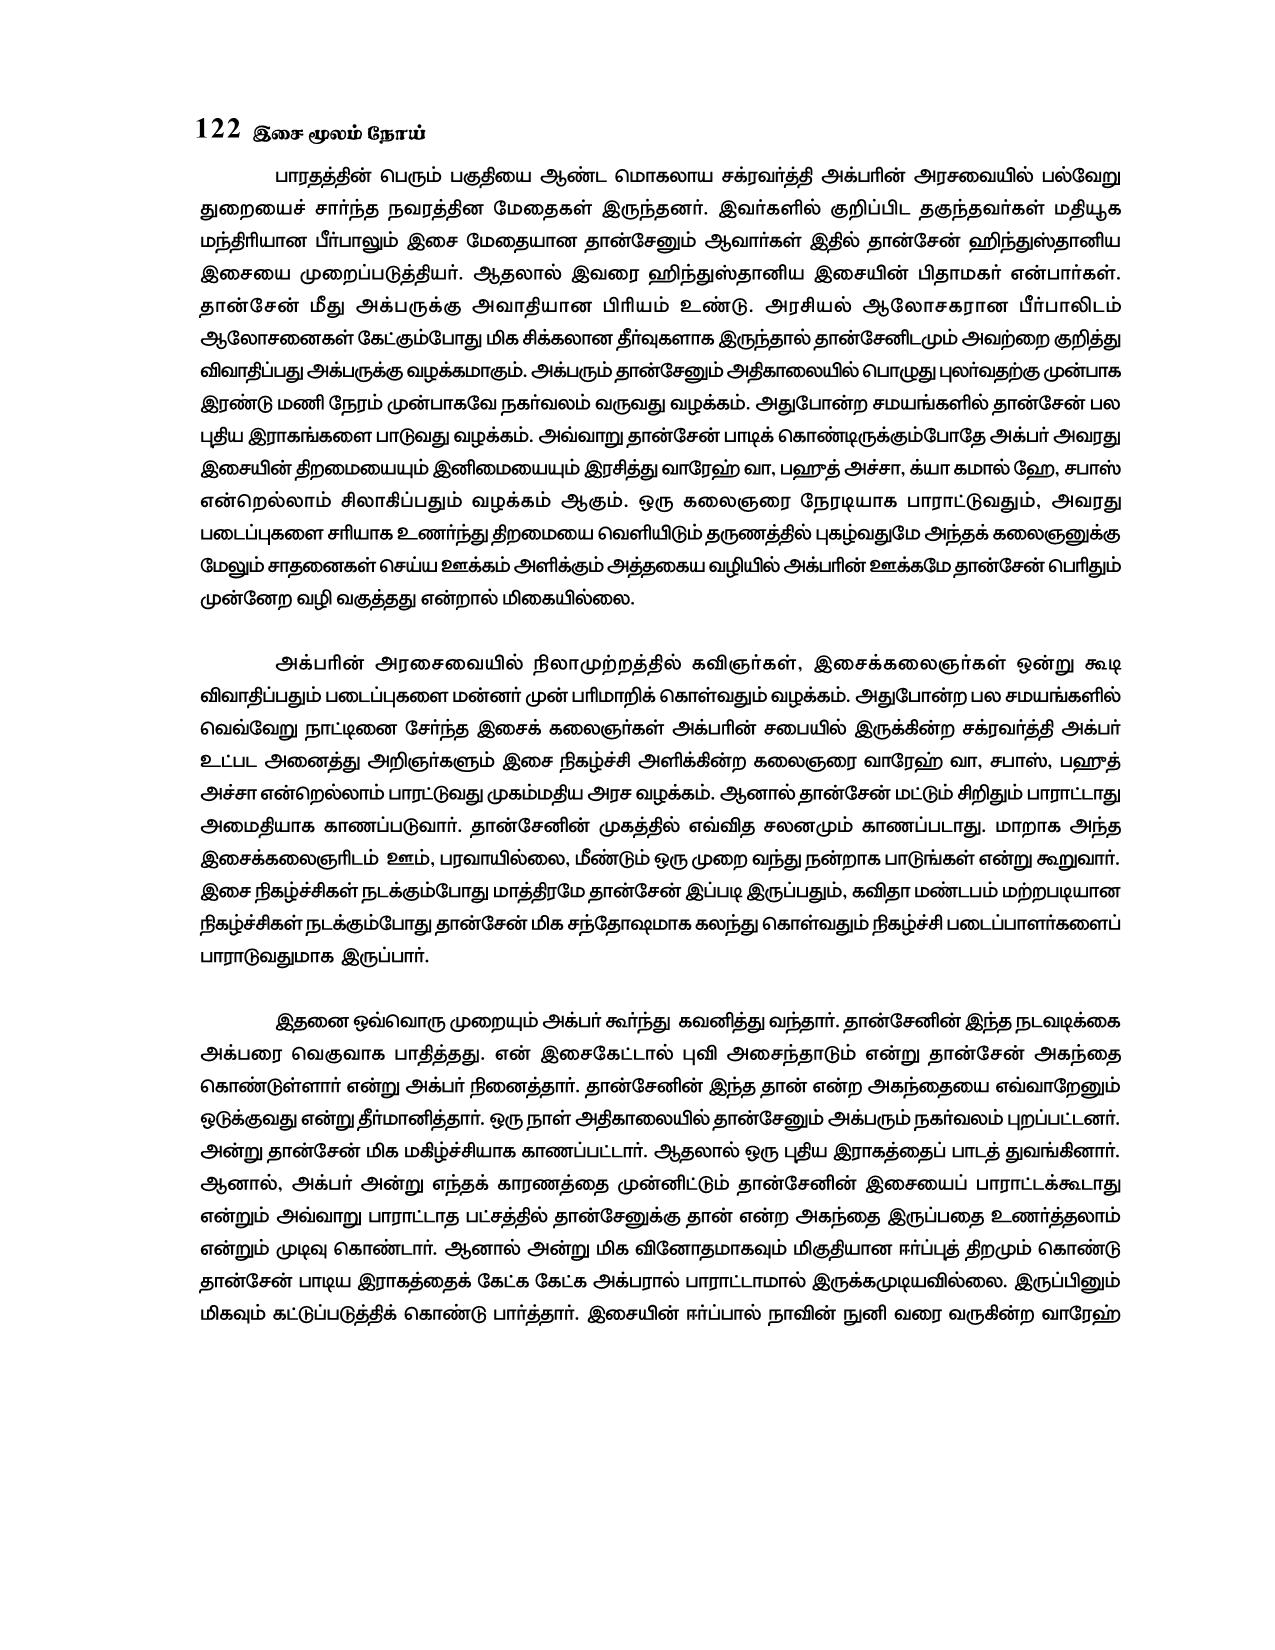 122 இசை மூலம் நோய்
பாரதத்தின் பெரும் பகுதியை ஆண்ட மொகலாய சக்ரவர்த்தி அக்பரின் அரசவையில் பல்வேறு
துறையைச் சார்ந்த நவரத்தின மேதைகள் இருந்தனர். இவர்களில் குறிப்பிட தகுந்தவர்கள் மதியூக
மந்திரியான பீர்பாலும் இசை மேதையான தான்சேனும் ஆவார்கள் இதில் தான்சேன் ஹிந்துஸ்தானிய
இசையை முறைப்படுத்தியர். ஆதலால் இவரை ஹிந்துஸ்தானிய இசையின் பிதாமகர் என்பார்கள்.
தான்சேன் மீது அக்பருக்கு அவாதியான பிரியம் உண்டு. அரசியல் ஆலோசகரான பீர்பாலிடம்
ஆலோசனைகள் கேட்கும்போது மிக சிக்கலான தீர்வுகளாக இருந்தால் தான்சேனிடமும் அவற்றை குறித்து
விவாதிப்பது அக்பருக்கு வழக்கமாகும். அக்பரும் தான்சேனும் அதிகாலையில் பொழுது புலர்வதற்கு முன்பாக
இரண்டு மணி நேரம் முன்பாகவே நகர்வலம் வருவது வழக்கம். அதுபோன்ற சமயங்களில் தான்சேன் பல
புதிய இராகங்களை பாடுவது வழக்கம். அவ்வாறு தான்சேன் பாடிக் கொண்டிருக்கும்போதே அக்பர் அவரது
இசையின் திறமையையும் இனிமையையும் இரசித்து வாரேஹ் வா, பஹுத் அச்சா, க்யா கமால் ஹே, சபாஸ்
என்றெல்லாம் சிலாகிப்பதும் வழக்கம் ஆகும். ஒரு கலைஞரை நேரடியாக பாராட்டுவதும், அவரது
படைப்புகளை சரியாக உணர்ந்து திறமையை வெளியிடும் தருணத்தில் புகழ்வதுமே அந்தக் கலைஞனுக்கு
மேலும் சாதனைகள் செய்ய ஊக்கம் அளிக்கும் அத்தகைய வழியில் அக்பரின் ஊக்கமே தான்சேன் பெரிதும்
முன்னேற வழி வகுத்தது என்றால் மிகையில்லை.
அக்பரின் அரசைவையில் நிலாமுற்றத்தில் கவிஞர்கள், இசைக்கலைஞர்கள் ஒன்று கூடி
விவாதிப்பதும் படைப்புகளை மன்னர் முன் பரிமாறிக் கொள்வதும் வழக்கம். அதுபோன்ற பல சமயங்களில்
வெவ்வேறு நாட்டினை சேர்ந்த இசைக் கலைஞர்கள் அக்பரின் சபையில் இருக்கின்ற சக்ரவர்த்தி அக்பர்
உட்பட அனைத்து அறிஞர்களும் இசை நிகழ்ச்சி அளிக்கின்ற கலைஞரை வாரேஹ் வா, சபாஸ், பஹுத்
அச்சா என்றெல்லாம் பாரட்டுவது முகம்மதிய அரச வழக்கம். ஆனால் தான்சேன் மட்டும் சிறிதும் பாராட்டாது
அமைதியாக காணப்படுவார். தான்சேனின் முகத்தில் எவ்வித சலனமும் காணப்படாது. மாறாக அந்த
இசைக்கலைஞரிடம் ஊம், பரவாயில்லை, மீண்டும் ஒரு முறை வந்து நன்றாக பாடுங்கள் என்று கூறுவார்.
இசை நிகழ்ச்சிகள் நடக்கும்போது மாத்திரமே தான்சேன் இப்படி இருப்பதும், கவிதா மண்டபம் மற்றபடியான
நிகழ்ச்சிகள் நடக்கும்போது தான்சேன் மிக சந்தோஷமாக கலந்து கொள்வதும் நிகழ்ச்சி படைப்பாளர்களைப்
பாராடுவதுமாக இருப்பார்.
இதனை ஒவ்வொரு முறையும் அக்பர் கூர்ந்து கவனித்து வந்தார். தான்சேனின் இந்த நடவடிக்கை
அக்பரை வெகுவாக பாதித்தது. என் இசைகேட்டால் புவி அசைந்தாடும் என்று தான்சேன் அகந்தை
கொண்டுள்ளார் என்று அக்பர் நினைத்தார். தான்சேனின் இந்த தான் என்ற அகந்தையை எவ்வாறேனும்
ஒடுக்குவது என்று தீர்மானித்தார். ஒரு நாள் அதிகாலையில் தான்சேனும் அக்பரும் நகர்வலம் புறப்பட்டனர்.
அன்று தான்சேன் மிக மகிழ்ச்சியாக காணப்பட்டார். ஆதலால் ஒரு புதிய இராகத்தைப் பாடத் துவங்கினார்.
ஆனால், அக்பர் அன்று எந்தக் காரணத்தை முன்னிட்டும் தான்சேனின் இசையைப் பாராட்டக்கூடாது
என்றும் அவ்வாறு பாராட்டாத பட்சத்தில் தான்சேனுக்கு தான் என்ற அகந்தை இருப்பதை உணர்த்தலாம்
என்றும் முடிவு கொண்டார். ஆனால் அன்று மிக வினோதமாகவும் மிகுதியான ஈர்ப்புத் திறமும் கொண்டு
தான்சேன் பாடிய இராகத்தைக் கேட்க கேட்க அக்பரால் பாராட்டாமால் இருக்கமுடியவில்லை. இருப்பினும்
மிகவும் கட்டுப்படுத்திக் கொண்டு பார்த்தார். இசையின் ஈர்ப்பால் நாவின் நுனி வரை வருகின்ற வாரேஹ்